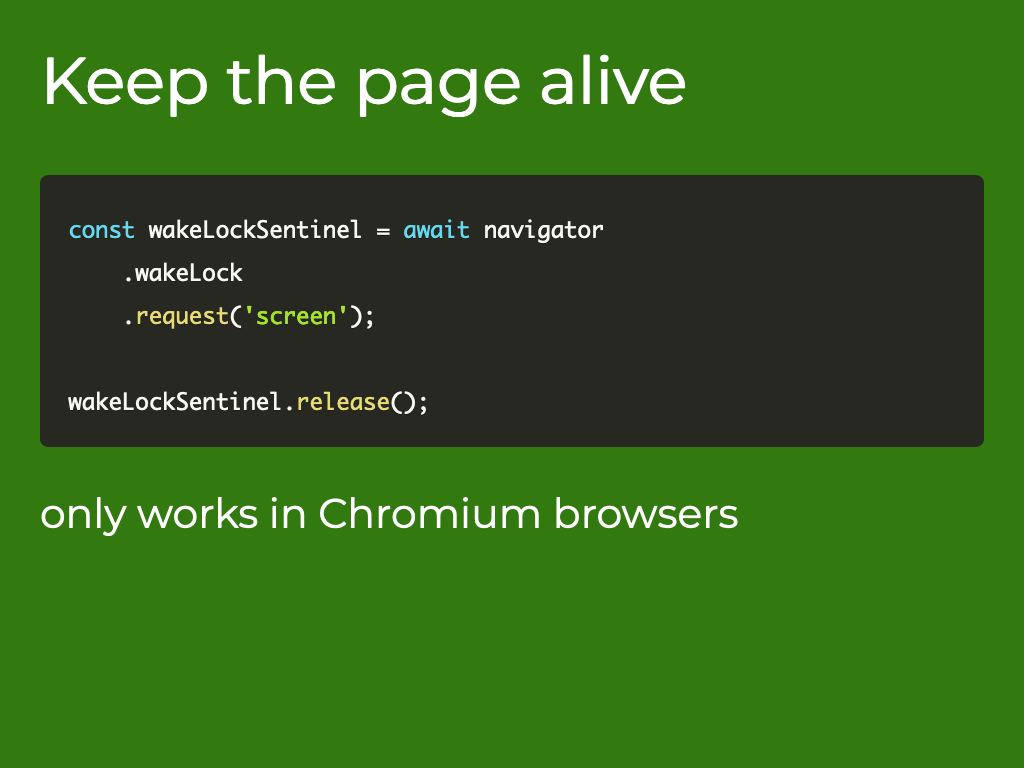 Keep the page alive
const wakeLockSentinel = await navigator
    .wakeLock
    .request('screen');
wakeLockSentinel.release();
only works in Chromium browsers